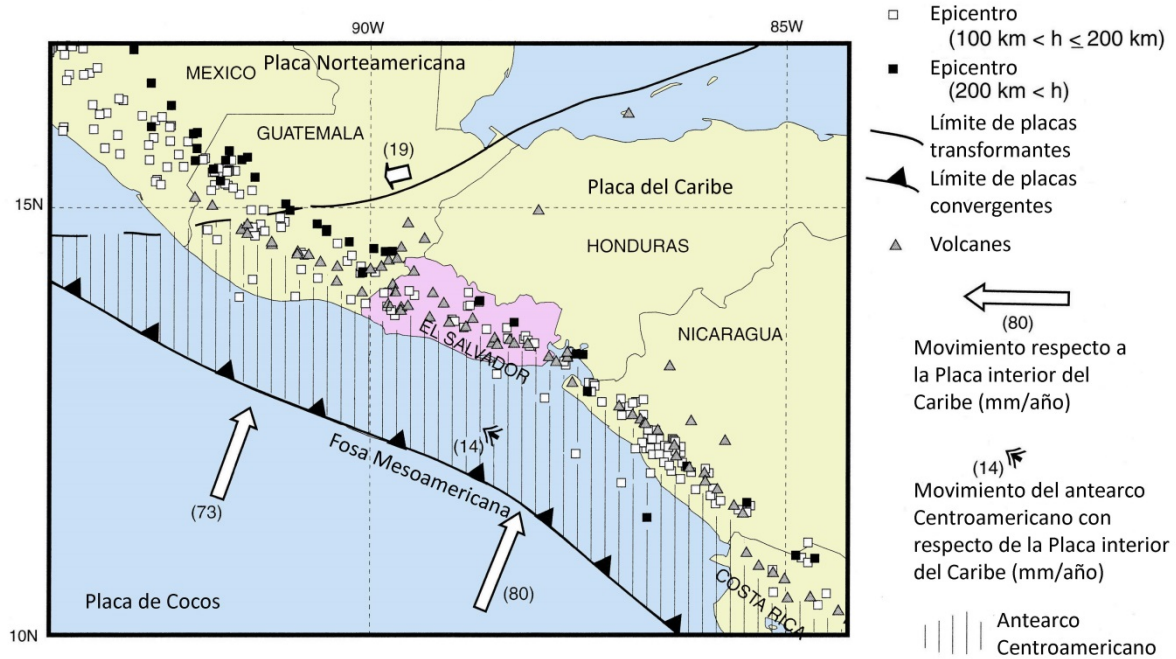 90W
85W
MEXICO
Placa Norteamericana
GUATEMALA
(19)
15N
Placa del Caribe
HONDURAS
EL SALVADOR
NICARAGUA
(14)
Fosa Mesoamericana
(73)
(80)
COSTA RICA
Placa de Cocos
10N
Epicentro
(100 km < h ≤ 200 km)
Epicentro
(200 km < h)
Límite de placas
transformantes
Límite de placas
convergentes
Volcanes
(80)
Movimiento respecto a
la Placa interior del
Caribe (mm/año)
(14)
Movimiento del antearco
Centroamericano con
respecto de la Placa interior
del Caribe (mm/año)
Antearco
Centroamericano